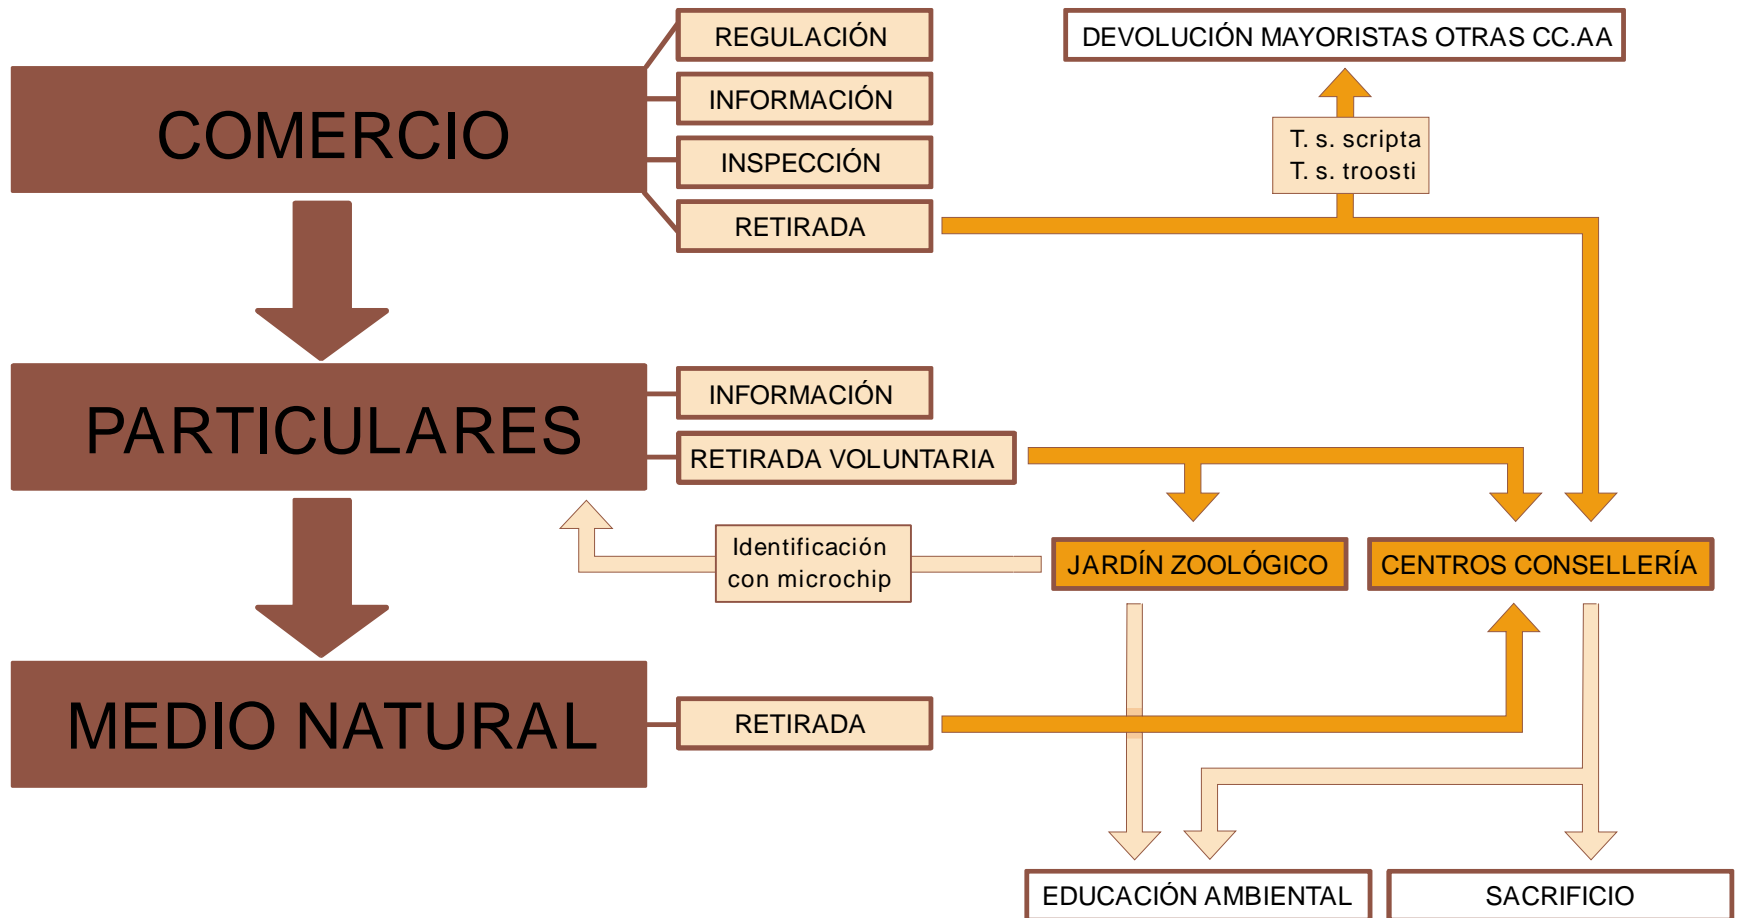 REGULACIÓN
DEVOLUCIÓN MAYORISTAS OTRAS CC.AA
COMERCIO
INFORMACIÓN
INSPECCIÓN
T. s. scripta
T. s. troosti
RETIRADA
PARTICULARES
INFORMACIÓN
RETIRADA VOLUNTARIA
Identificación
con microchip
JARDÍN ZOOLÓGICO
CENTROS CONSELLERÍA
MEDIO NATURAL
RETIRADA
EDUCACIÓN AMBIENTAL
SACRIFICIO